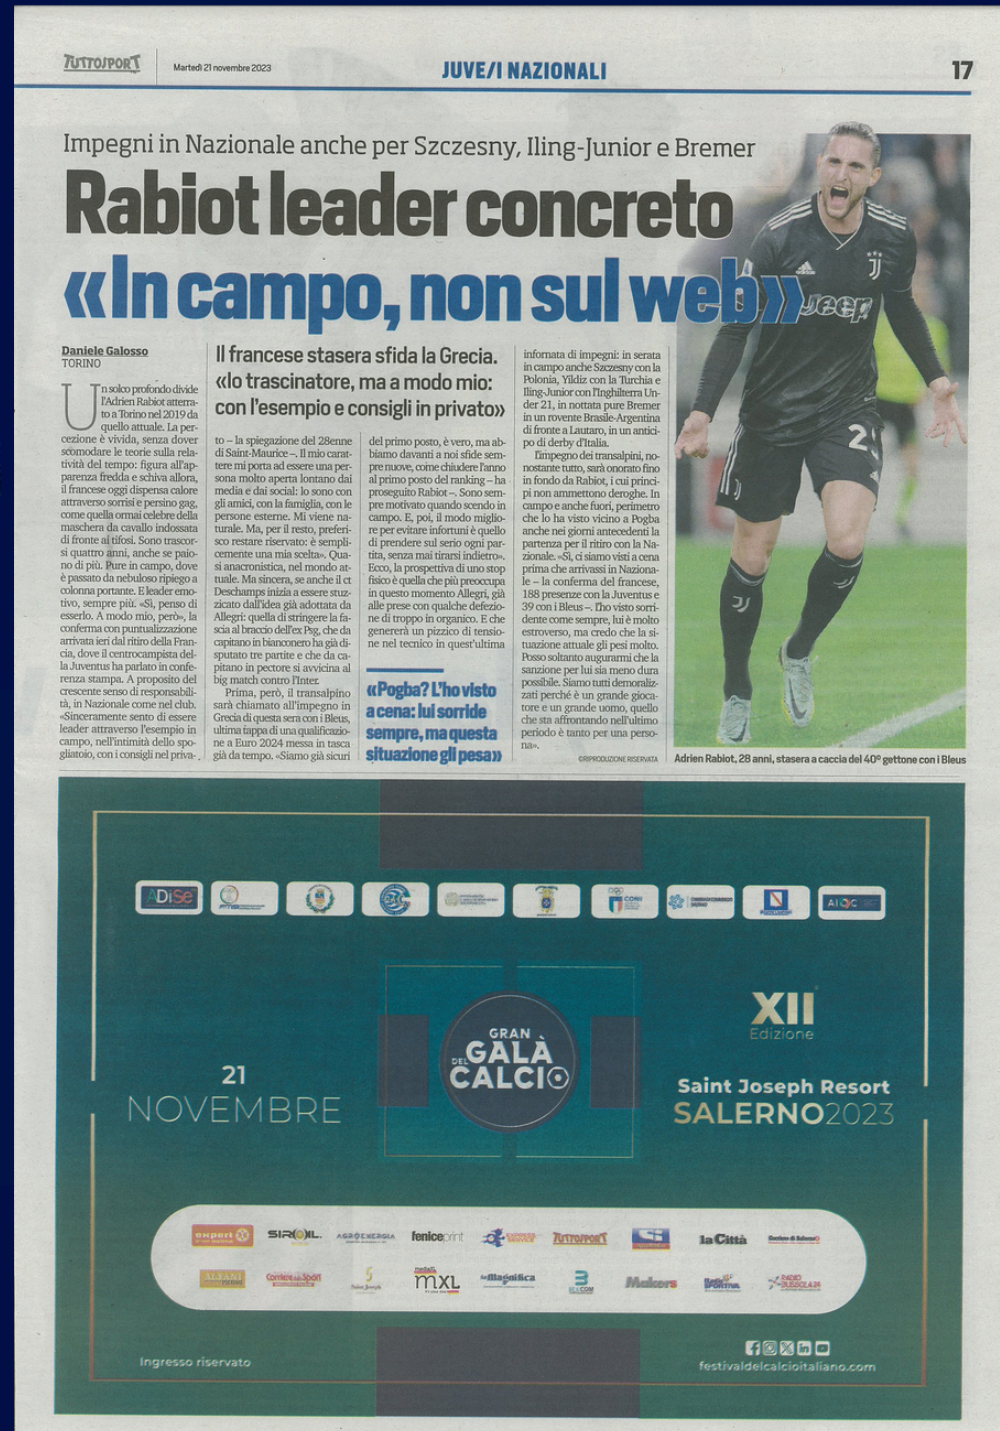 TUTTOSPORT
Martedì 21 novembre 2023
JUVE/I NAZIONALI
17
Impegni in Nazionale anche per Szczesny, Iling-Junior e Bremer
Rabiot leader concreto
«In campo, non sul web»
Daniele Galosso
TORINO
Un solco profondo divide
l'Adrien Rabiot atterra-
to a Torino nel 2019 da
quello attuale. La per-
cezione è vivida, senza dover
scomodare le teorie sulla rela-
tività del tempo: figura all'ap-
parenza fredda e schiva allora,
il francese oggi dispensa calore
attraverso sorrisi e persino gag,
come quella ormai celebre della
maschera da cavallo indossata
di fronte ai tifosi. Sono trascor-
si quattro anni, anche se paio-
no di più. Pure in campo, dove
è passato da nebuloso ripiego a
colonna portante. E leader emo-
tivo, sempre più. «Sì, penso di
esserlo. A modo mio, però», la
conferma con puntualizzazione
arrivata ieri dal ritiro della Fran-
cia, dove il centrocampista del-
la Juventus ha parlato in confe-
renza stampa. A proposito del
crescente senso di responsabili-
tà, in Nazionale come nel club.
«Sinceramente sento di essere
leader attraverso l'esempio in
campo, nell'intimità dello spo-
gliatoio, con i consigli nel priva-
Il francese stasera sfida la Grecia.
«Io trascinatore, ma a modo mio:
con l'esempio e consigli in privato»
to – la spiegazione del 28enne
di Saint-Maurice –. Il mio carat-
tere mi porta ad essere una per-
sona molto aperta lontano dai
media e dai social: lo sono con
gli amici, con la famiglia, con le
persone esterne. Mi viene na-
turale. Ma, per il resto, preferi-
sco restare riservato: è sempli-
cemente una mia scelta». Qua-
si anacronistica, nel mondo at-
tuale. Ma sincera, se anche il ct
Deschamps inizia a essere stuz-
zicato dall'idea già adottata da
Allegri: quella di stringere la fa-
scia al braccio dell'ex Psg, che da
capitano in bianconero ha già di-
sputato tre partite e che da ca-
pitano in pectore si avvicina al
big match contro l'Inter.
Prima, però, il transalpino
sarà chiamato all'impegno in
Grecia di questa sera con i Bleus,
ultima tappa di una qualificazio-
ne a Euro 2024 messa in tasca
già da tempo. «Siamo già sicuri
del primo posto, è vero, ma ab-
biamo davanti a noi sfide sem-
pre nuove, come chiudere l'anno
al primo posto del ranking – ha
proseguito Rabiot –. Sono sem-
pre motivato quando scendo in
campo. E, poi, il modo miglio-
re per evitare infortuni è quello
di prendere sul serio ogni par-
tita, senza mai tirarsi indietro».
Ecco, la prospettiva di uno stop
fisico è quella che più preoccupa
in questo momento Allegri, già
alle prese con qualche defezio-
ne di troppo in organico. E che
genererà un pizzico di tensio-
ne nel tecnico in quest'ultima
«Pogba? L'ho visto
a cena: lui sorride
sempre, ma questa
situazione gli pesa»
infornata di impegni: in serata
in campo anche Szczesny con la
Polonia, Yildiz con la Turchia e
Iling-Junior con l'Inghilterra Un-
der 21, in nottata pure Bremer
in un rovente Brasile-Argentina
di fronte a Lautaro, in un antici-
po di derby d'Italia.
L'impegno dei transalpini, no-
nostante tutto, sarà onorato fino
in fondo da Rabiot, i cui princi-
pi non ammettono deroghe. In
campo e anche fuori, perimetro
che lo ha visto vicino a Pogba
anche nei giorni antecedenti la
partenza per il ritiro con la Na-
zionale. «Sì, ci siamo visti a cena
prima che arrivassi in Naziona-
le – la conferma del francese,
188 presenze con la Juventus e
39 con i Bleus –. L'ho visto sorri-
dente come sempre, lui è molto
estroverso, ma credo che la si-
tuazione attuale gli pesi molto.
Posso soltanto augurarmi che la
sanzione per lui sia meno dura
possibile. Siamo tutti demoraliz-
zati perché è un grande gioca-
tore e un grande uomo, quello
che sta affrontando nell'ultimo
periodo è tanto per una perso-
na».
©RIPRODUZIONE RISERVATA
Jeep
Adrien Rabiot, 28 anni, stasera a caccia del 40° gettone con i Bleus
ADiSe
CONI
AIAC
GRAN
GALÀ
DEL
CALCIO
XII
Edizione
21
NOVEMBRE
Saint Joseph Resort
SALERNO2023
expert
SIROIL
AGROENERGIA
feniceprint
EXPRESS SERVICE
TUTTOSPORT
la Città
Corriere dello Sport
mXL
laMagnifica
Makers
RADIO BUSSOLA 24
Ingresso riservato
festivaldelcalcioitaliano.com